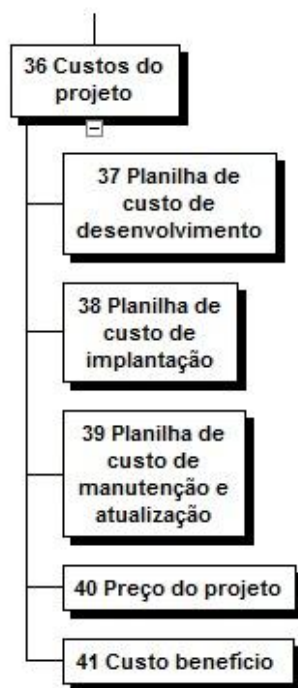 36 Custos do
projeto
37 Planilha de
custo de
desenvolvimento
38 Planilha de
custo de
implantação
39 Planilha de
custo de
manutenção e
atualização
40 Preço do projeto
41 Custo benefício